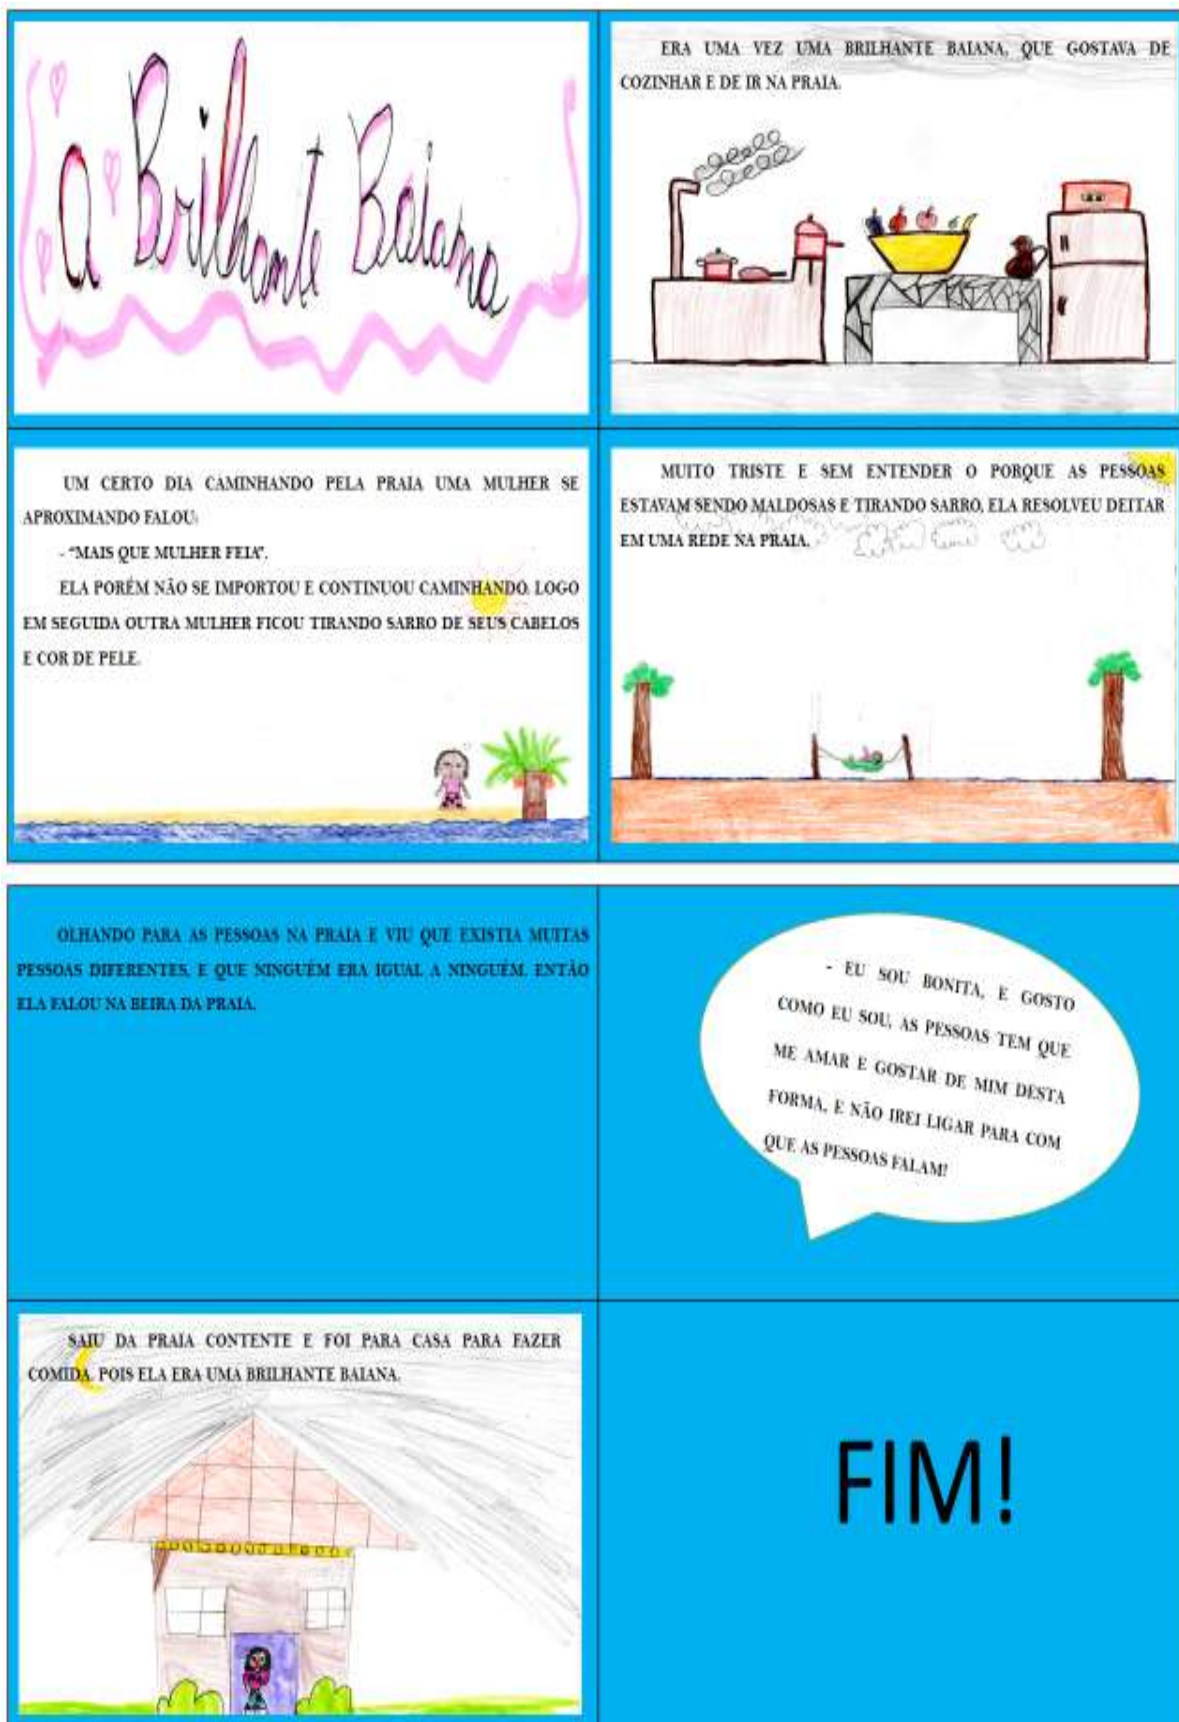 a Brilhante Baiana
ERA UMA VEZ UMA BRILHANTE BAIANA, QUE GOSTAVA DE
COZINHAR E DE IR NA PRAIA.
UM CERTO DIA CAMINHANDO PELA PRAIA UMA MULHER SE
APROXIMANDO FALOU:
- “MAIS QUE MULHER FEIA”.
ELA PORÉM NÃO SE IMPORTOU E CONTINUOU CAMINHANDO. LOGO
EM SEGUIDA OUTRA MULHER FICOU TIRANDO SARRO DE SEUS CABELOS
E COR DE PELE.
MUITO TRISTE E SEM ENTENDER O PORQUE AS PESSOAS
ESTAVAM SENDO MALDOSAS E TIRANDO SARRO, ELA RESOLVEU DEITAR
EM UMA REDE NA PRAIA.
OLHANDO PARA AS PESSOAS NA PRAIA E VIU QUE EXISTIA MUITAS
PESSOAS DIFERENTES, E QUE NINGUÉM ERA IGUAL A NINGUÉM. ENTÃO
ELA FALOU NA BEIRA DA PRAIA.
- EU SOU BONITA, E GOSTO
COMO EU SOU, AS PESSOAS TEM QUE
ME AMAR E GOSTAR DE MIM DESTA
FORMA, E NÃO IREI LIGAR PARA COM
QUE AS PESSOAS FALAM!
SAIU DA PRAIA CONTENTE E FOI PARA CASA PARA FAZER
COMIDA, POIS ELA ERA UMA BRILHANTE BAIANA.
FIM!